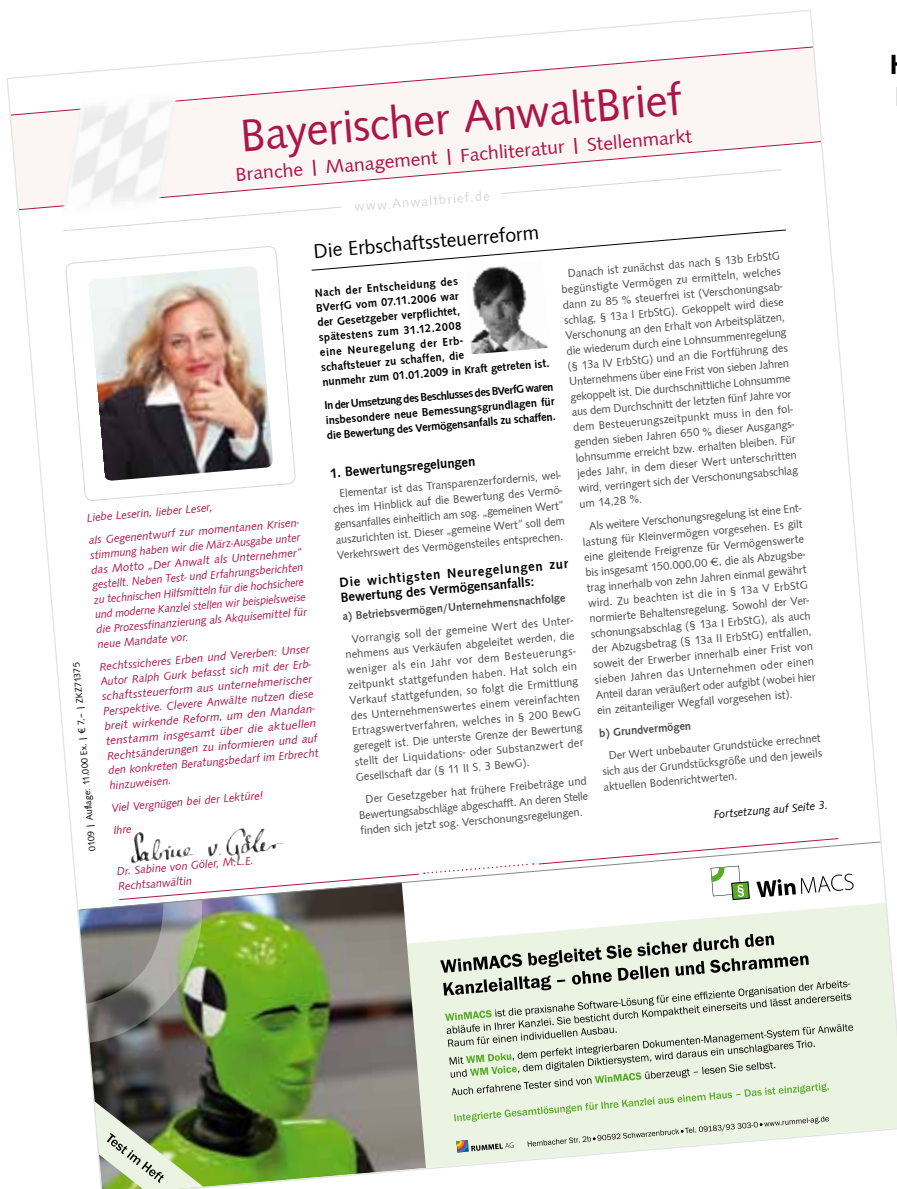 Bayerischer AnwaltBrief
Branche | Management | Fachliteratur | Stellenmarkt
www.Anwaltbrief.de
Liebe Leserin, lieber Leser,
als Gegenentwurf zur momentanen Krisen-
stimmung haben wir die März-Ausgabe unter
das Motto „Der Anwalt als Unternehmer“
gestellt. Neben Test- und Erfahrungsberichten
zu technischen Hilfsmitteln für die hochsichere
und moderne Kanzlei stellen wir beispielsweise
die Prozessfinanzierung als Akquisemittel für
neue Mandate vor.
Rechtssicheres Erben und Vererben: Unser
Autor Ralph Gurk befasst sich mit der Erb-
schaftssteuerform aus unternehmerischer
Perspektive. Clevere Anwälte nutzen diese
breit wirkende Reform, um den Mandan-
tenstamm insgesamt über die aktuellen
Rechtsänderungen zu informieren und auf
den konkreten Beratungsbedarf im Erbrecht
hinzuweisen.
Viel Vergnügen bei der Lektüre!
Ihre
Sabine v. Göler
Dr. Sabine von Göler, M.L.E.
Rechtsanwältin
0109 | Auflage: 11.000 Ex. | € 7,- | ZKZ71375
Die Erbschaftssteuerreform
Nach der Entscheidung des
BVerfG vom 07.11.2006 war
der Gesetzgeber verpflichtet,
spätestens zum 31.12.2008
eine Neuregelung der Erb-
schaftsteuer zu schaffen, die
nunmehr zum 01.01.2009 in Kraft getreten ist.
In der Umsetzung des Beschlusses des BVerfG waren
insbesondere neue Bemessungsgrundlagen für
die Bewertung des Vermögensanfalls zu schaffen.
1. Bewertungsregelungen
Elementar ist das Transparenzerfordernis, wel-
ches im Hinblick auf die Bewertung des Vermö-
gensanfalles einheitlich am sog. „gemeinen Wert“
auszurichten ist. Dieser „gemeine Wert“ soll dem
Verkehrswert des Vermögensteiles entsprechen.
Die wichtigsten Neuregelungen zur
Bewertung des Vermögensanfalls:
a) Betriebsvermögen/Unternehmensnachfolge
Vorrangig soll der gemeine Wert des Unter-
nehmens aus Verkäufen abgeleitet werden, die
weniger als ein Jahr vor dem Besteuerungs-
zeitpunkt stattgefunden haben. Hat solch ein
Verkauf stattgefunden, so folgt die Ermittlung
des Unternehmenswertes einem vereinfachten
Ertragswertverfahren, welches in § 200 BewG
geregelt ist. Die unterste Grenze der Bewertung
stellt der Liquidations- oder Substanzwert der
Gesellschaft dar (§ 11 II S. 3 BewG).
Der Gesetzgeber hat frühere Freibeträge und
Bewertungsabschläge abgeschafft. An deren Stelle
finden sich jetzt sog. Verschonungsregelungen.
Danach ist zunächst das nach § 13b ErbStG
begünstigte Vermögen zu ermitteln, welches
dann zu 85 % steuerfrei ist (Verschonungsab-
schlag, § 13a I ErbStG). Gekoppelt wird diese
Verschonung an den Erhalt von Arbeitsplätzen,
die wiederum durch eine Lohnsummenregelung
(§ 13a IV ErbStG) und an die Fortführung des
Unternehmens über eine Frist von sieben Jahren
gekoppelt ist. Die durchschnittliche Lohnsumme
aus dem Durchschnitt der letzten fünf Jahre vor
dem Besteuerungszeitpunkt muss in den fol-
genden sieben Jahren 650 % dieser Ausgangs-
lohnsumme erreicht bzw. erhalten bleiben. Für
jedes Jahr, in dem dieser Wert unterschritten
wird, verringert sich der Verschonungsabschlag
um 14,28 %.
Als weitere Verschonungsregelung ist eine Ent-
lastung für Kleinvermögen vorgesehen. Es gilt
eine gleitende Freigrenze für Vermögenswerte
bis insgesamt 150.000,00 €, die als Abzugsbe-
trag innerhalb von zehn Jahren einmal gewährt
wird. Zu beachten ist die in § 13a V ErbStG
normierte Behaltensregelung. Sowohl der Ver-
schonungsabschlag (§ 13a I ErbStG), als auch
der Abzugsbetrag (§ 13a II ErbStG) entfallen,
soweit der Erwerber innerhalb einer Frist von
sieben Jahren das Unternehmen oder einen
Anteil daran veräußert oder aufgibt (wobei hier
ein zeitanteiliger Wegfall vorgesehen ist).
b) Grundvermögen
Der Wert unbebauter Grundstücke errechnet
sich aus der Grundstücksgröße und den jeweils
aktuellen Bodenrichtwerten.
Fortsetzung auf Seite 3.
§ WinMACS
WinMACS begleitet Sie sicher durch den
Kanzleialltag – ohne Dellen und Schrammen
WinMACS ist die praxisnahe Software-Lösung für eine effiziente Organisation der Arbeits-
abläufe in Ihrer Kanzlei. Sie besticht durch Kompaktheit einerseits und lässt andererseits
Raum für einen individuellen Ausbau.
Mit WM Doku, dem perfekt integrierbaren Dokumenten-Management-System für Anwälte
und WM Voice, dem digitalen Diktiersystem, wird daraus ein unschlagbares Trio.
Auch erfahrene Tester sind von WinMACS überzeugt – lesen Sie selbst.
Integrierte Gesamtlösungen für Ihre Kanzlei aus einem Haus – Das ist einzigartig.
RUMMEL AG Hembacher Str. 2b • 90592 Schwarzenbruck • Tel. 09183/93 303-0 • www.rummel-ag.de
Test im Heft